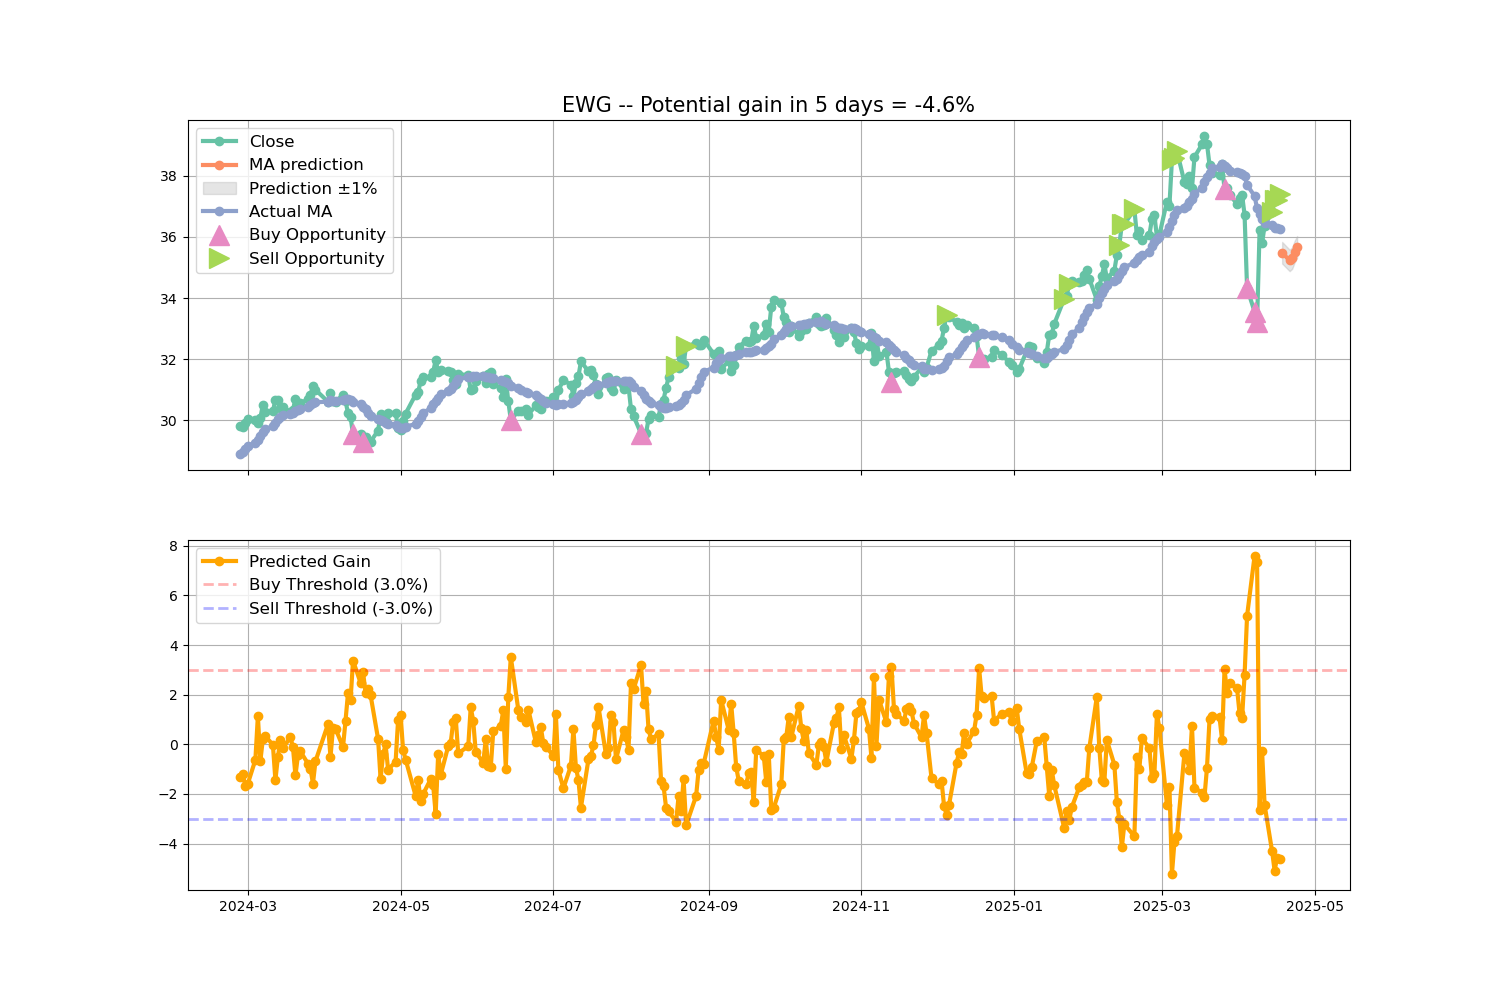 EWG -- Potential gain in 5 days = -4.6%
Close
MA prediction
Prediction ±1%
Actual MA
Buy Opportunity
Sell Opportunity
38
36
34
32
30
Predicted Gain
Buy Threshold (3.0%)
Sell Threshold (-3.0%)
8
6
4
2
0
−2
−4
2024-03 2024-05 2024-07 2024-09 2024-11 2025-01 2025-03 2025-05